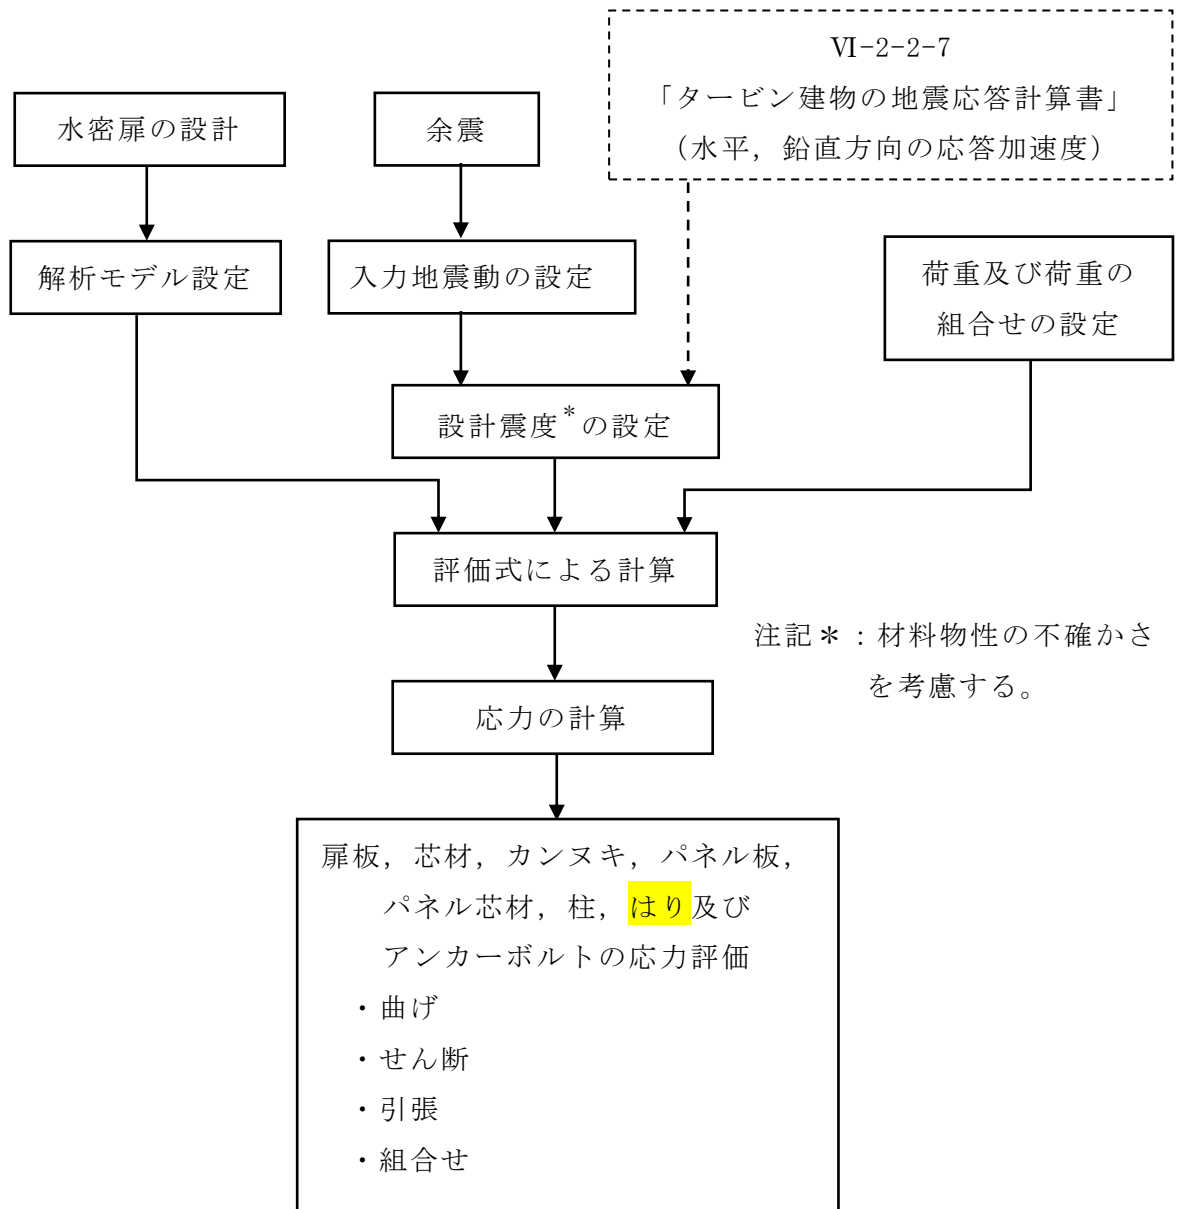 Ⅵ-2-2-7
「タービン建物の地震応答計算書」
（水平，鉛直方向の応答加速度）
水密扉の設計
余震
解析モデル設定
入力地震動の設定
荷重及び荷重の
組合せの設定
設計震度*の設定
評価式による計算
注記＊：材料物性の不確かさ
を考慮する。
応力の計算
扉板，芯材，カンヌキ，パネル板，
パネル芯材，柱，はり及び
アンカーボルトの応力評価
・曲げ
・せん断
・引張
・組合せ